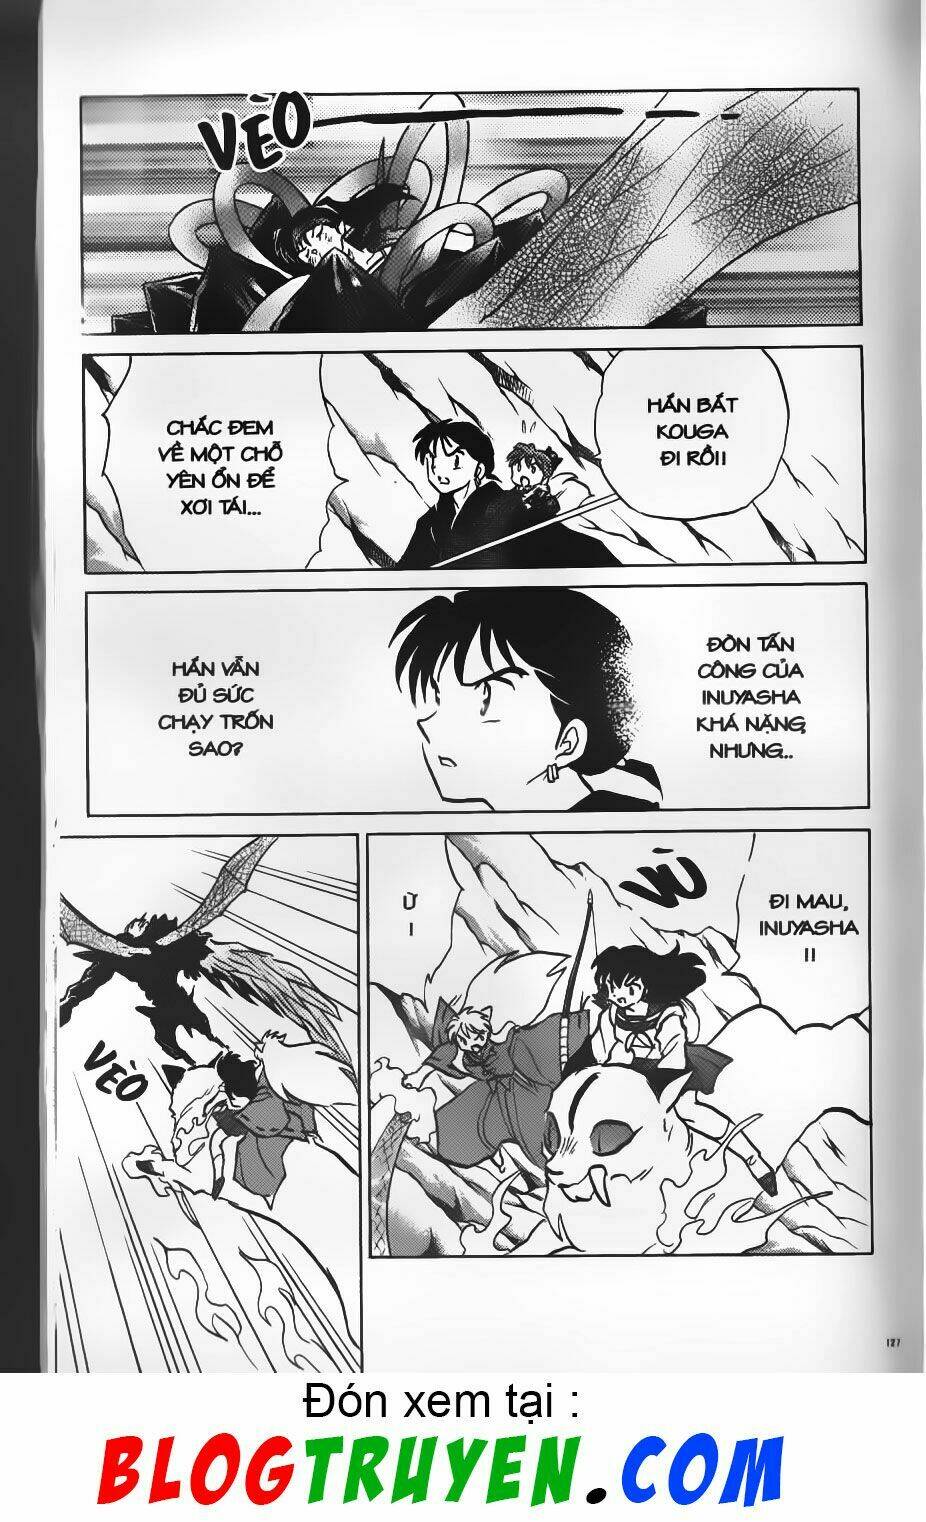 VÈO
HẮN BẮT
KOUGA
ĐI RỒI!
CHẮC ĐEM
VỀ MỘT CHỖ
YÊN ỔN ĐỂ
XƠI TÁI...
ĐÒN TẤN
CÔNG CỦA
INUYASHA
KHÁ NẶNG,
NHƯNG...
HẮN VẪN
ĐỦ SỨC
CHẠY TRỐN
SAO?
ĐI MAU,
INUYASHA
!!
VÙ
Ừ
!
VÈO
127
Đón xem tại :
BLOGTRUYEN.COM